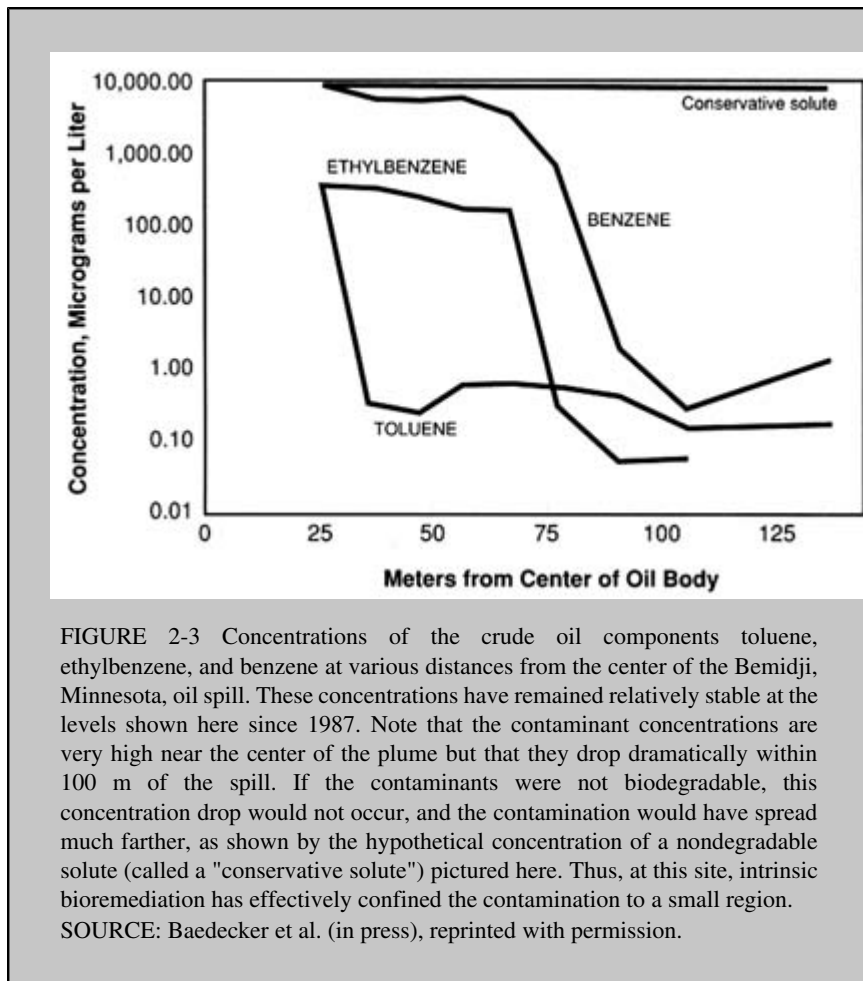 10,000.00
1,000.00
100.00
10.00
1.00
0.10
0.01
Concentration, Micrograms per Liter
Conservative solute
ETHYLBENZENE
BENZENE
TOLUENE
0 25 50 75 100 125
Meters from Center of Oil Body
FIGURE 2-3 Concentrations of the crude oil components toluene,
ethylbenzene, and benzene at various distances from the center of the Bemidji,
Minnesota, oil spill. These concentrations have remained relatively stable at the
levels shown here since 1987. Note that the contaminant concentrations are
very high near the center of the plume but that they drop dramatically within
100 m of the spill. If the contaminants were not biodegradable, this
concentration drop would not occur, and the contamination would have spread
much farther, as shown by the hypothetical concentration of a nondegradable
solute (called a "conservative solute") pictured here. Thus, at this site, intrinsic
bioremediation has effectively confined the contamination to a small region.
SOURCE: Baedecker et al. (in press), reprinted with permission.